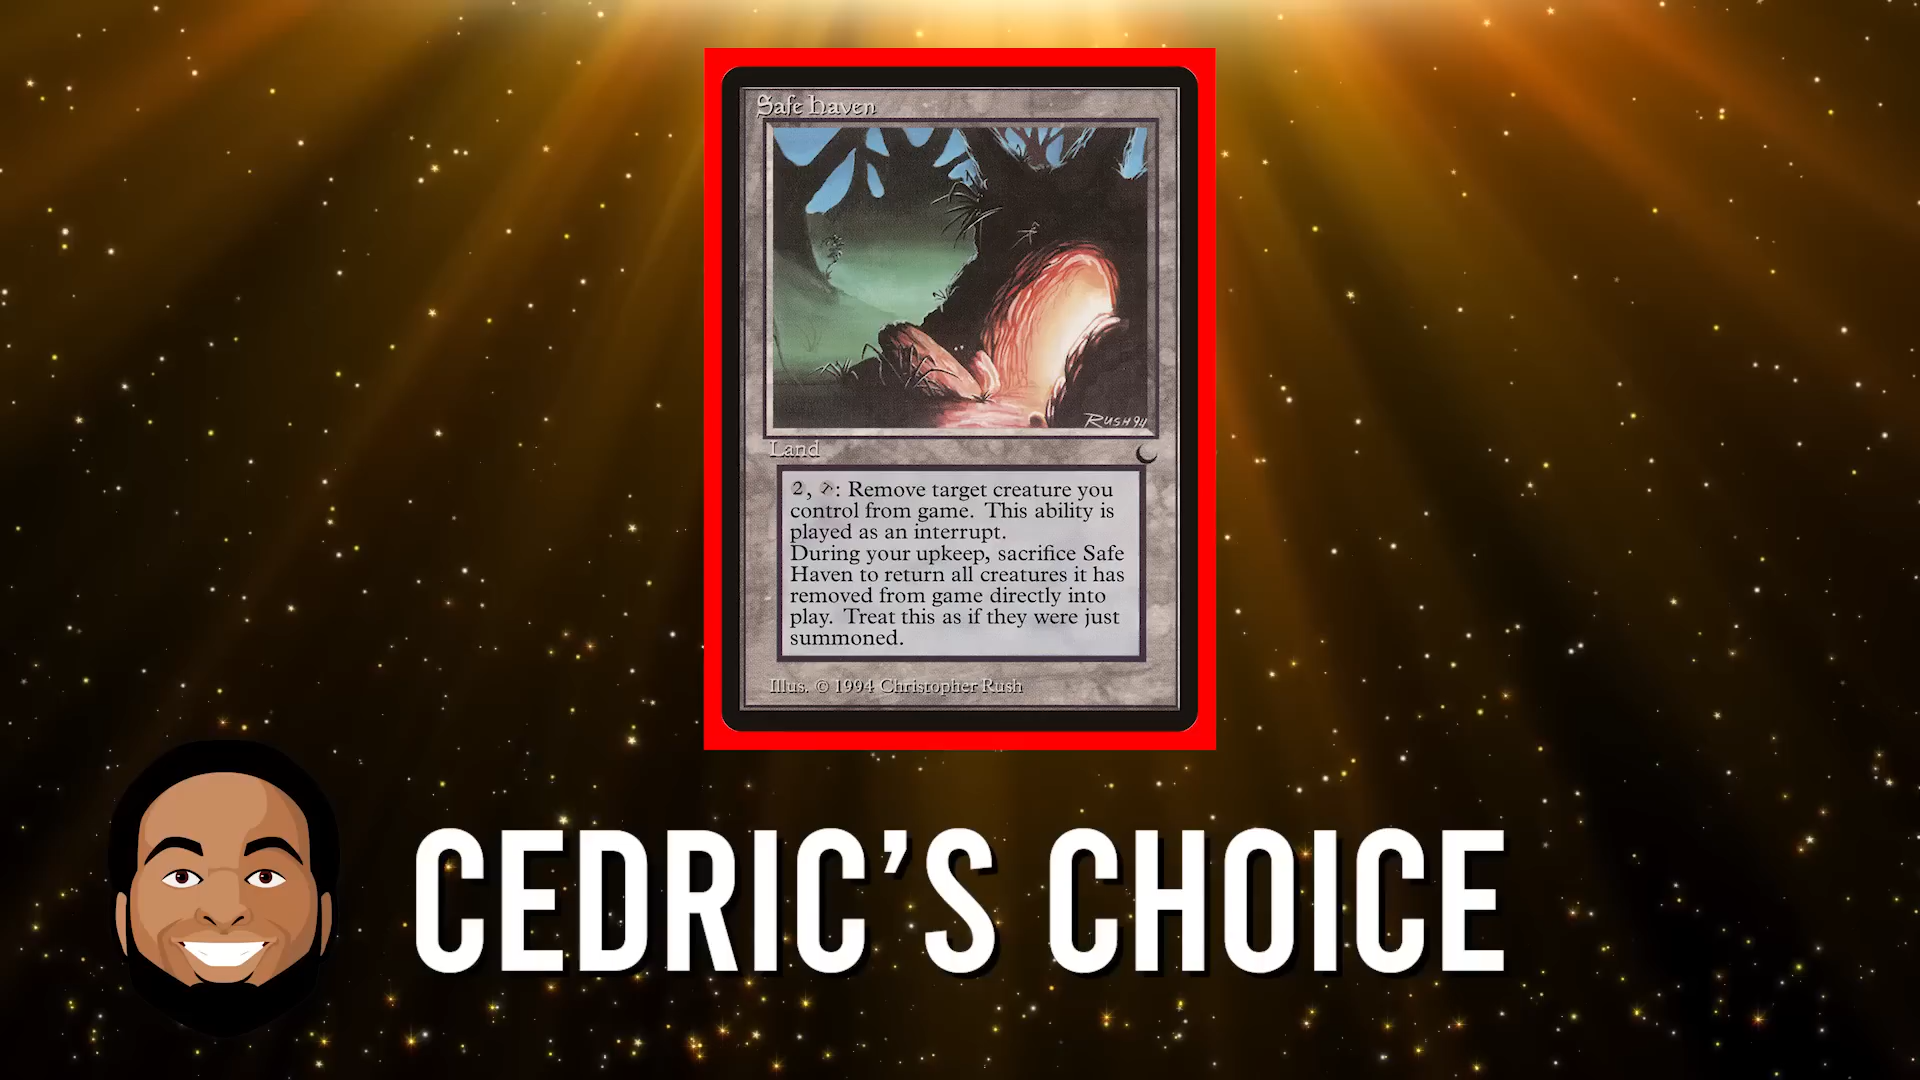 Safe Haven
RUSH 94
Land
2, T: Remove target creature you
control from game. This ability is
played as an interrupt.
During your upkeep, sacrifice Safe
Haven to return all creatures it has
removed from game directly into
play. Treat this as if they were just
summoned.
Illus. © 1994 Christopher Rush
CEDRIC'S CHOICE